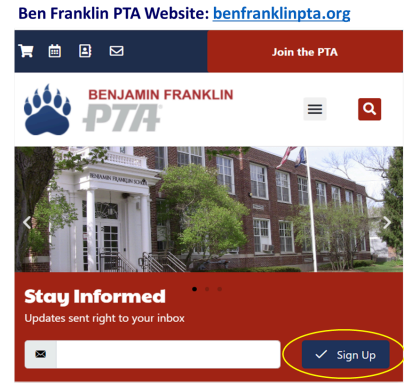 Ben Franklin PTA Website: benfranklinpta.org
Join the PTA
BENJAMIN FRANKLIN
PTA
BENJAMIN FRANKLIN SCHOOL
Stay Informed
Updates sent right to your inbox
Sign Up